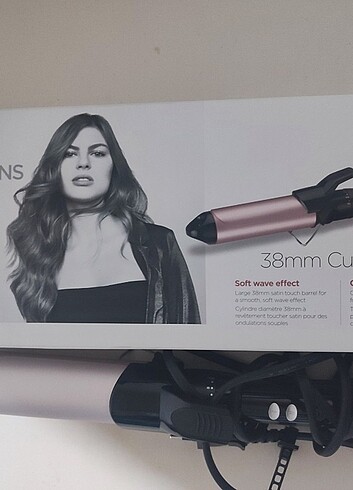 NS
38mm Cu
Soft wave effect
Large 38mm satin touch barrel for
a smooth, soft wave effect
Cylindre diamètre 38mm à
revêtement toucher satin pour des
ondulations souples